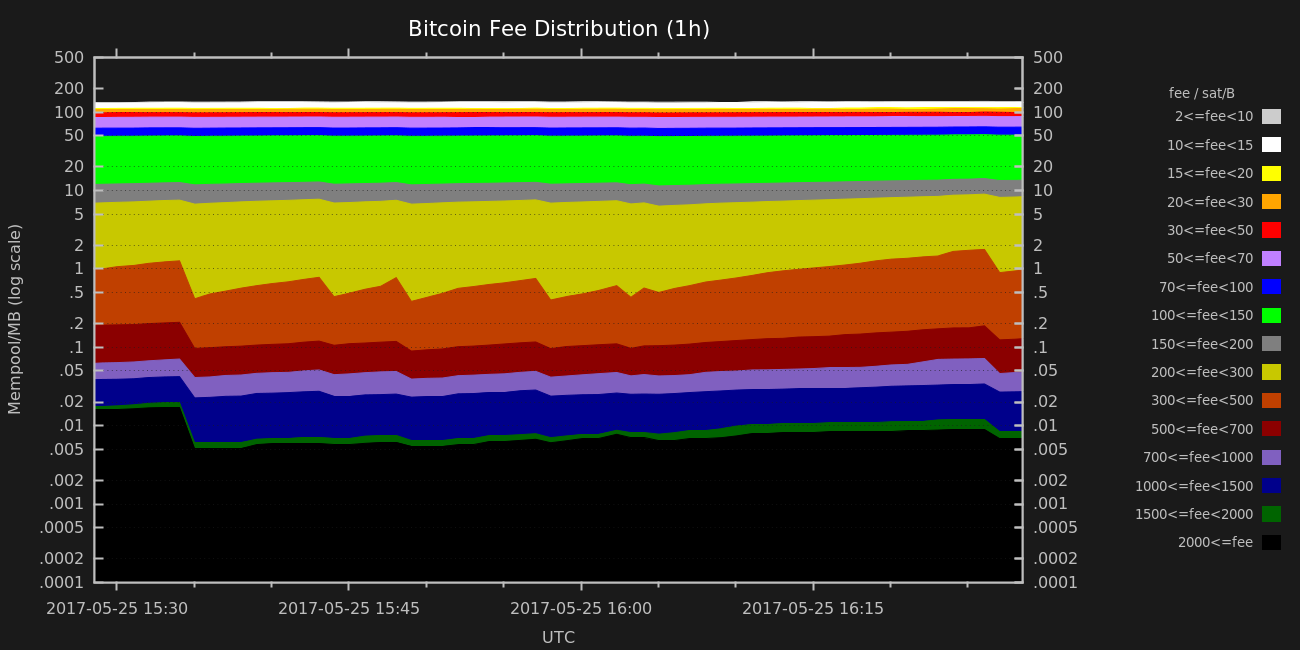 Bitcoin Fee Distribution (1h)
500
200
100
50
20
10
5
2
1
.5
.2
.1
.05
.02
.01
.005
.002
.001
.0005
.0002
.0001
Mempool/MB (log scale)
500
200
100
50
20
10
5
2
1
.5
.2
.1
.05
.02
.01
.005
.002
.001
.0005
.0002
.0001
2017-05-25 15:30
2017-05-25 15:45
2017-05-25 16:00
2017-05-25 16:15
UTC
fee / sat/B
2<=fee<10
10<=fee<15
15<=fee<20
20<=fee<30
30<=fee<50
50<=fee<70
70<=fee<100
100<=fee<150
150<=fee<200
200<=fee<300
300<=fee<500
500<=fee<700
700<=fee<1000
1000<=fee<1500
1500<=fee<2000
2000<=fee